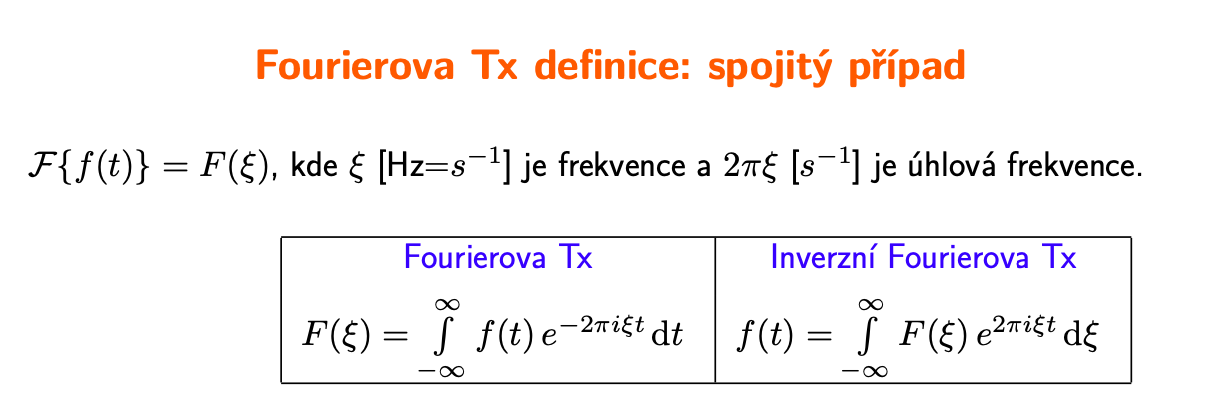 Fourierova Tx definice: spojitý případ
ℱ{f(t)} = F(ξ), kde ξ [Hz=s⁻¹] je frekvence a 2πξ [s⁻¹] je úhlová frekvence.
Fourierova Tx
F(ξ) = ∫_{-∞}^{∞} f(t) e^{-2πiξt} dt
Inverzní Fourierova Tx
f(t) = ∫_{-∞}^{∞} F(ξ) e^{2πiξt} dξ